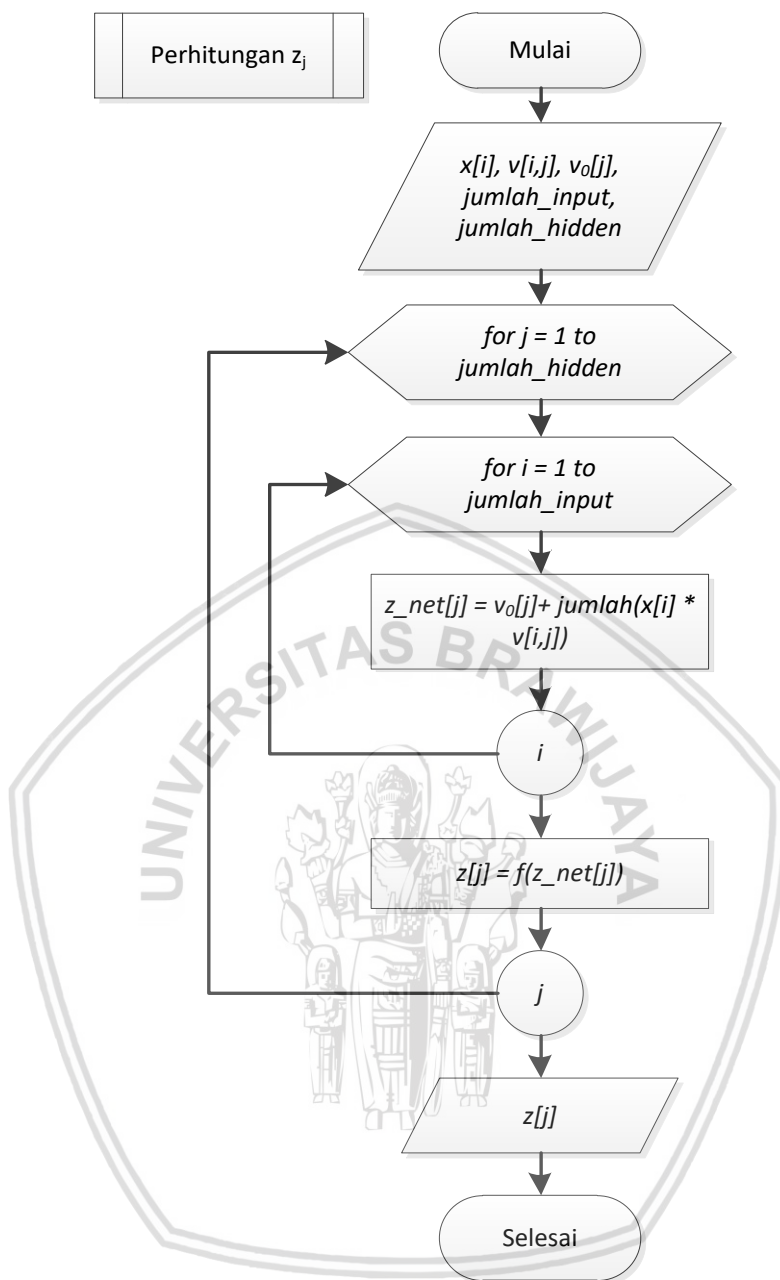 Perhitungan zj
Mulai
x[i], v[i,j], v₀[j],
jumlah_input,
jumlah_hidden
for j = 1 to
jumlah_hidden
for i = 1 to
jumlah_input
z_net[j] = v₀[j]+ jumlah(x[i] *
v[i,j])
i
z[j] = f(z_net[j])
j
z[j]
Selesai
UNIVERSITAS BRAWIJAYA